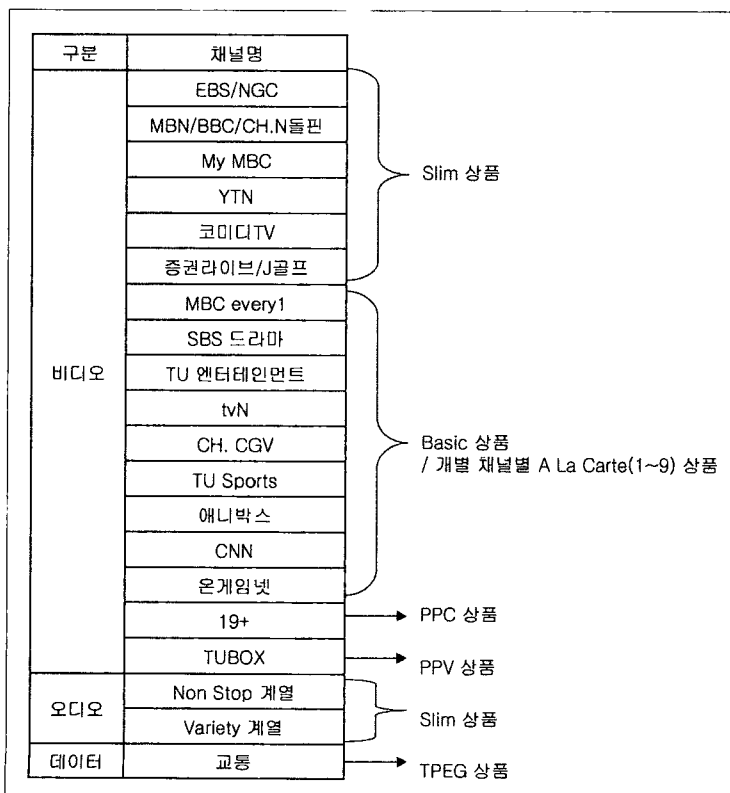 구분 채널명
EBS/NGC
MBN/BBC/CH.N돌핀
My MBC
Slim 상품
YTN
코미디TV
증권라이브/J골프
MBC every1
SBS 드라마
비디오
TU 엔터테인먼트
tvN
CH. CGV
Basic 상품
/ 개별 채널별 A La Carte(1~9) 상품
TU Sports
애니박스
CNN
온게임넷
19+
PPC 상품
TUBOX
PPV 상품
오디오
Non Stop 계열
Variety 계열
Slim 상품
데이터
교통
TPEG 상품